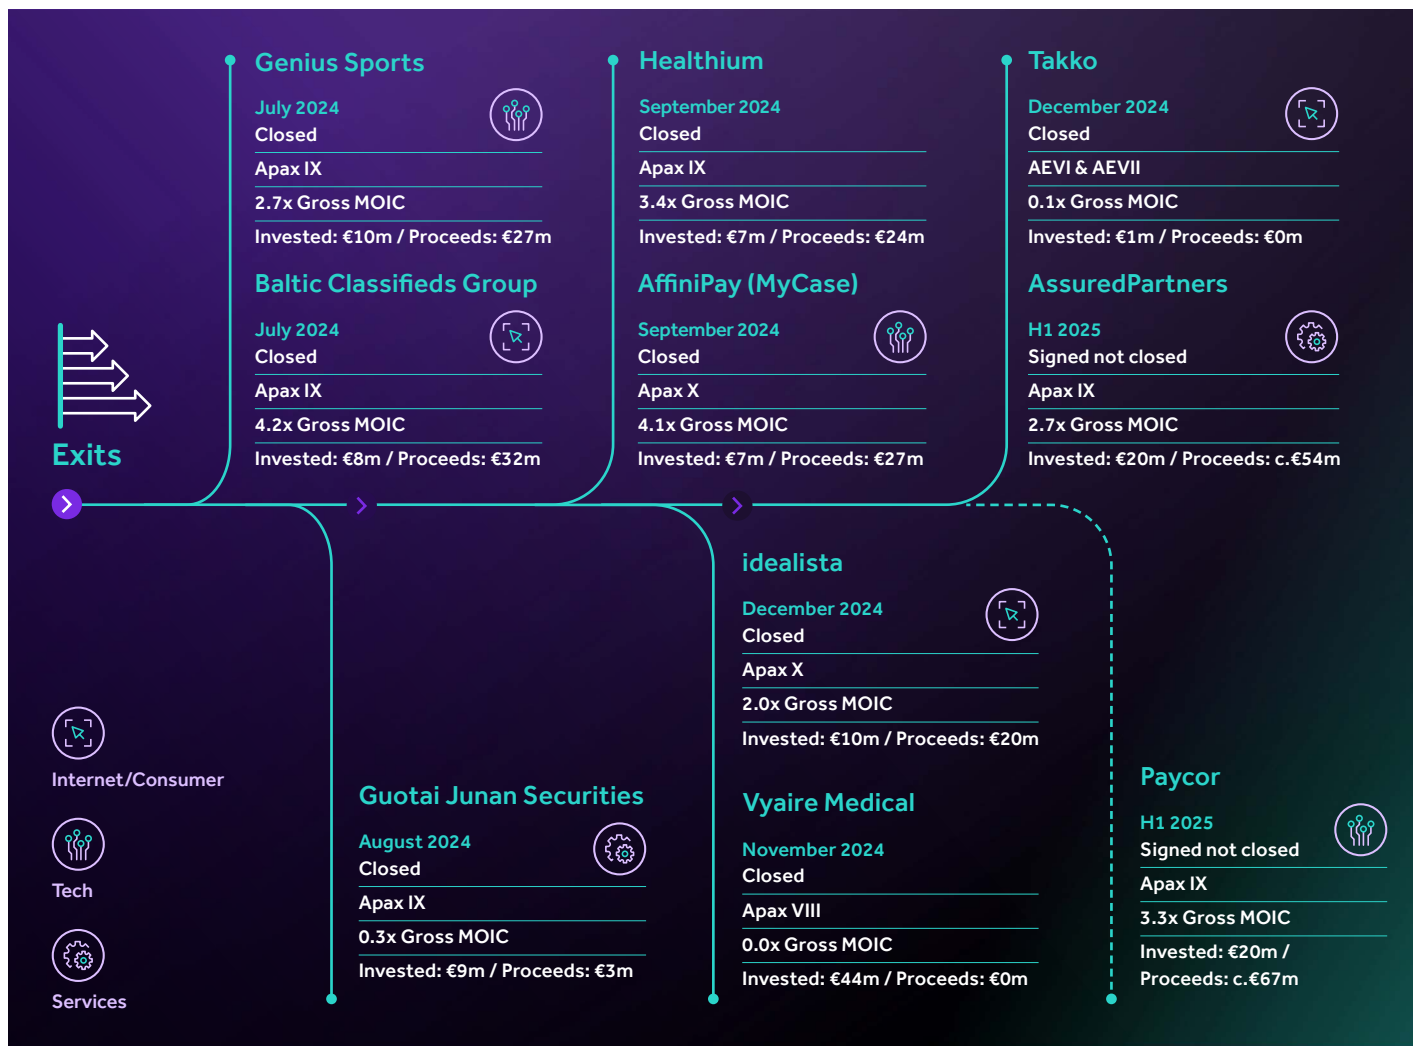 Exits
Genius Sports
July 2024
Closed
Apax IX
2.7x Gross MOIC
Invested: €10m / Proceeds: €27m
Baltic Classifieds Group
July 2024
Closed
Apax IX
4.2x Gross MOIC
Invested: €8m / Proceeds: €32m
Healthium
September 2024
Closed
Apax IX
3.4x Gross MOIC
Invested: €7m / Proceeds: €24m
AffiniPay (MyCase)
September 2024
Closed
Apax X
4.1x Gross MOIC
Invested: €7m / Proceeds: €27m
Takko
December 2024
Closed
AEVI & AEVII
0.1x Gross MOIC
Invested: €1m / Proceeds: €0m
AssuredPartners
H1 2025
Signed not closed
Apax IX
2.7x Gross MOIC
Invested: €20m / Proceeds: c.€54m
Internet/Consumer
Tech
Services
Guotai Junan Securities
August 2024
Closed
Apax IX
0.3x Gross MOIC
Invested: €9m / Proceeds: €3m
idealista
December 2024
Closed
Apax X
2.0x Gross MOIC
Invested: €10m / Proceeds: €20m
Vyaire Medical
November 2024
Closed
Apax VIII
0.0x Gross MOIC
Invested: €44m / Proceeds: €0m
Paycor
H1 2025
Signed not closed
Apax IX
3.3x Gross MOIC
Invested: €20m /
Proceeds: c.€67m